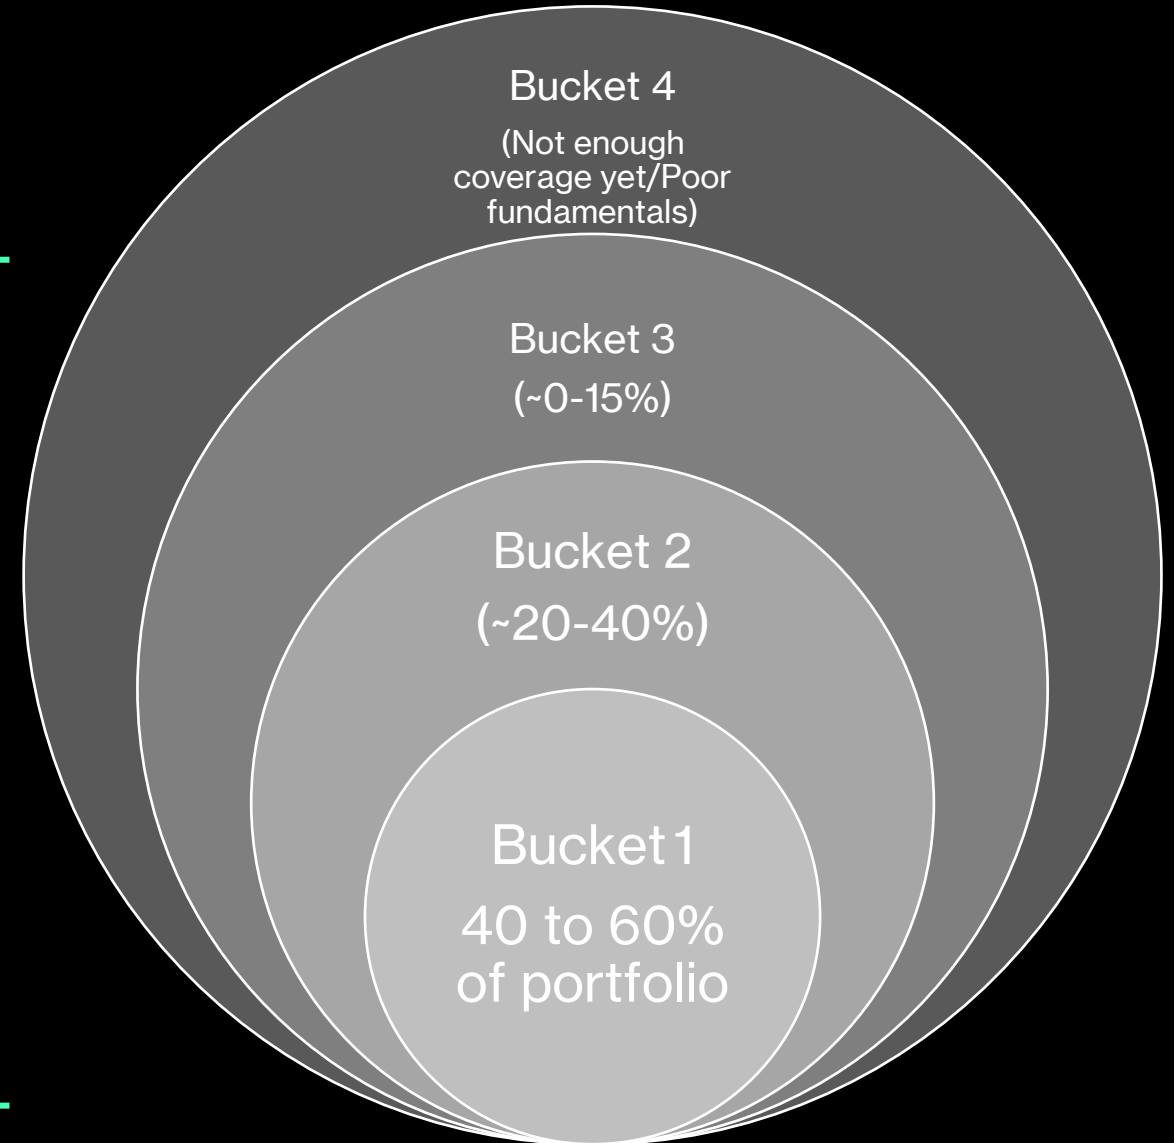 Bucket 4
(Not enough
coverage yet/Poor
fundamentals)
Bucket 3
(~0-15%)
Bucket 2
(~20-40%)
Bucket 1
40 to 60%
of portfolio